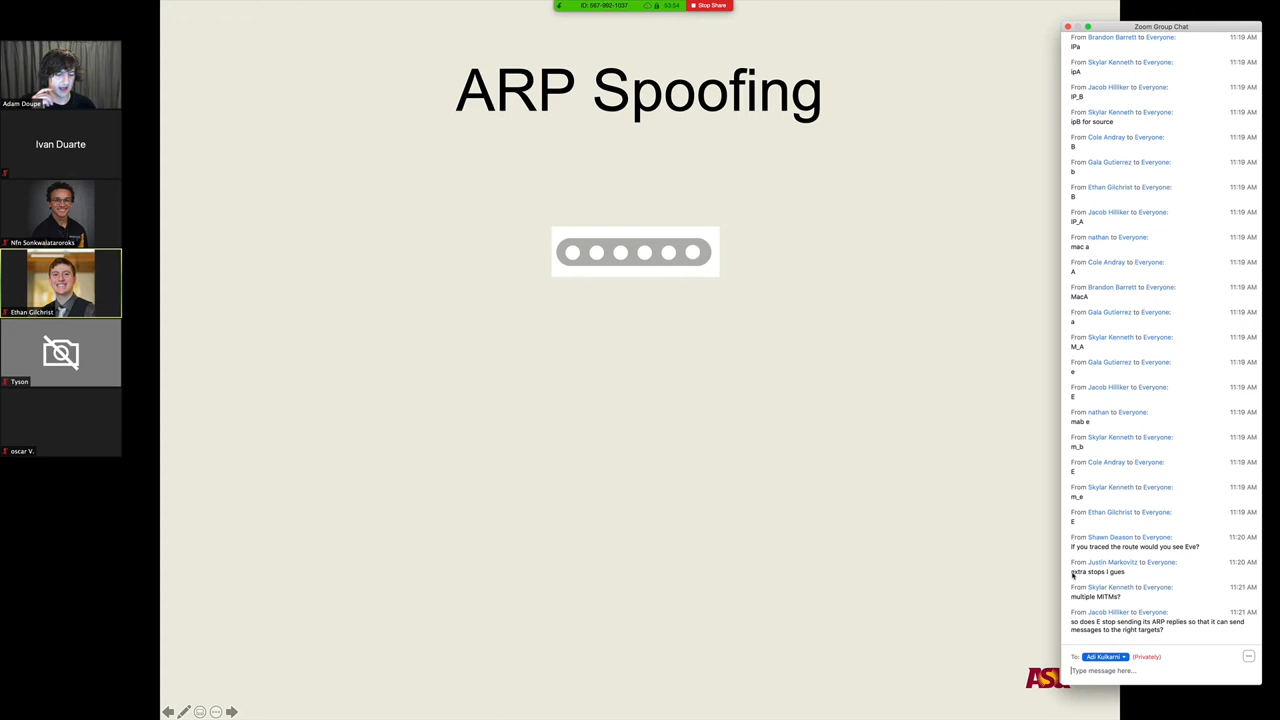 ID: 567-992-1037
53:54
Stop Share
ARP Spoofing
Adam Doupe
Ivan Duarte
Nfn Sonkwaiataroroks
Ethan Gilchrist
Tyson
oscar V.
Zoom Group Chat
From Brandon Barrett to Everyone: 11:19 AM
IPa
From Skylar Kenneth to Everyone: 11:19 AM
ipA
From Jacob Hilliker to Everyone: 11:19 AM
IP_B
From Skylar Kenneth to Everyone: 11:19 AM
ipB for source
From Cole Andray to Everyone: 11:19 AM
B
From Gala Gutierrez to Everyone: 11:19 AM
b
From Ethan Gilchrist to Everyone: 11:19 AM
B
From Jacob Hilliker to Everyone: 11:19 AM
IP_A
From nathan to Everyone: 11:19 AM
mac a
From Cole Andray to Everyone: 11:19 AM
A
From Brandon Barrett to Everyone: 11:19 AM
MacA
From Gala Gutierrez to Everyone: 11:19 AM
a
From Skylar Kenneth to Everyone: 11:19 AM
M_A
From Gala Gutierrez to Everyone: 11:19 AM
e
From Jacob Hilliker to Everyone: 11:19 AM
E
From nathan to Everyone: 11:19 AM
mab e
From Skylar Kenneth to Everyone: 11:19 AM
m_b
From Cole Andray to Everyone: 11:19 AM
E
From Skylar Kenneth to Everyone: 11:19 AM
m_e
From Ethan Gilchrist to Everyone: 11:19 AM
E
From Shawn Deason to Everyone: 11:20 AM
If you traced the route would you see Eve?
From Justin Markovitz to Everyone: 11:20 AM
extra stops I gues
From Skylar Kenneth to Everyone: 11:21 AM
multiple MITMs?
From Jacob Hilliker to Everyone: 11:21 AM
so does E stop sending its ARP replies so that it can send
messages to the right targets?
To: Adi Kulkarni (Privately)
Type message here...
ASU